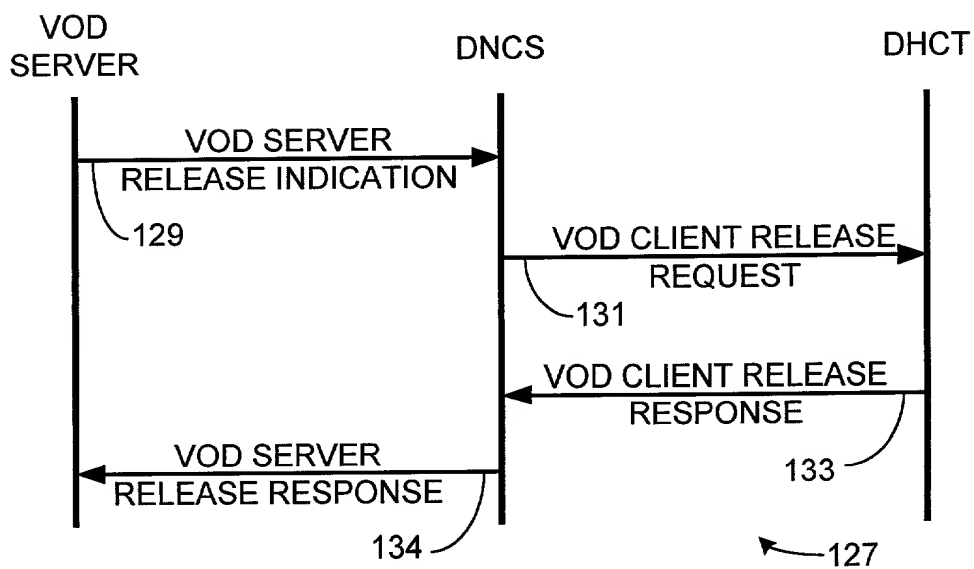 VOD
SERVER
DNCS
DHCT
VOD SERVER
RELEASE INDICATION
129
VOD CLIENT RELEASE
REQUEST
131
VOD CLIENT RELEASE
RESPONSE
133
VOD SERVER
RELEASE RESPONSE
134
127